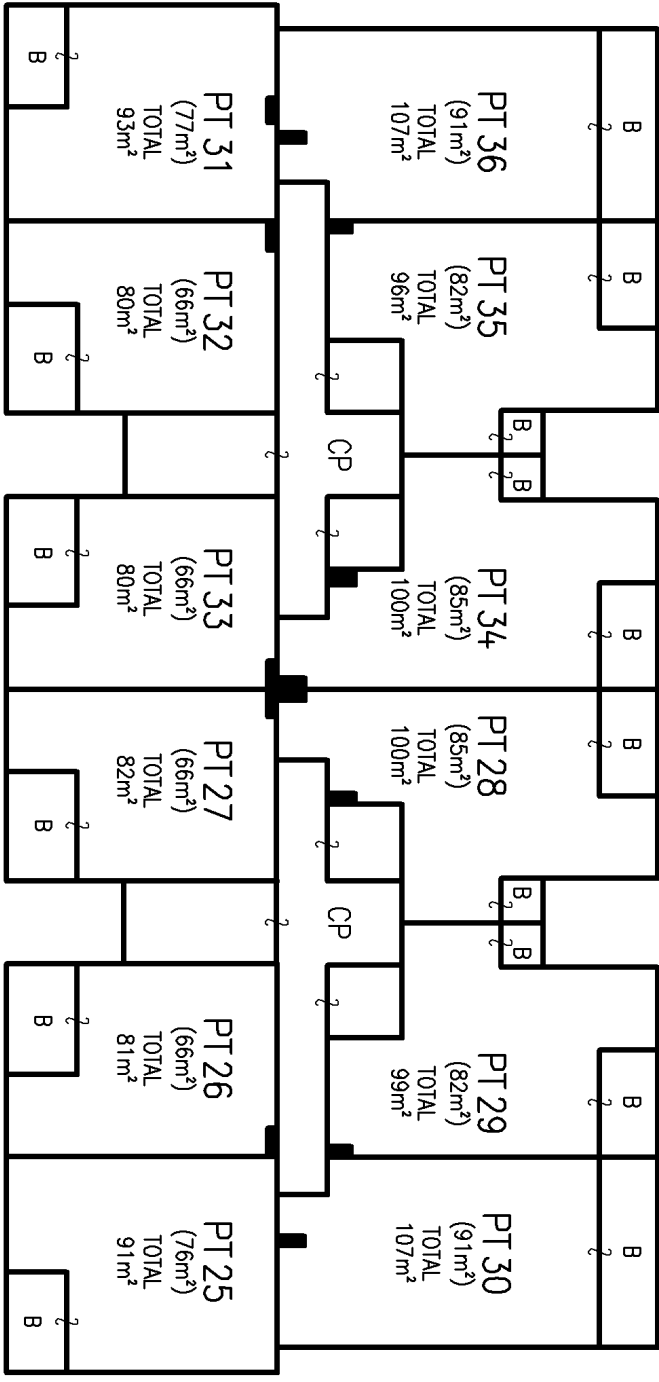 B
PT 31
(77m²)
TOTAL
93m²
PT 36
(91m²)
TOTAL
107m²
B
PT 32
(66m²)
TOTAL
80m²
B
PT 35
(82m²)
TOTAL
96m²
B
CP
B
B
B
PT 33
(66m²)
TOTAL
80m²
PT 34
(85m²)
TOTAL
100m²
B
PT 27
(66m²)
TOTAL
82m²
B
PT 28
(85m²)
TOTAL
100m²
B
CP
B
B
B
PT 26
(66m²)
TOTAL
81m²
PT 29
(82m²)
TOTAL
99m²
B
PT 25
(76m²)
TOTAL
91m²
B
PT 30
(91m²)
TOTAL
107m²
B